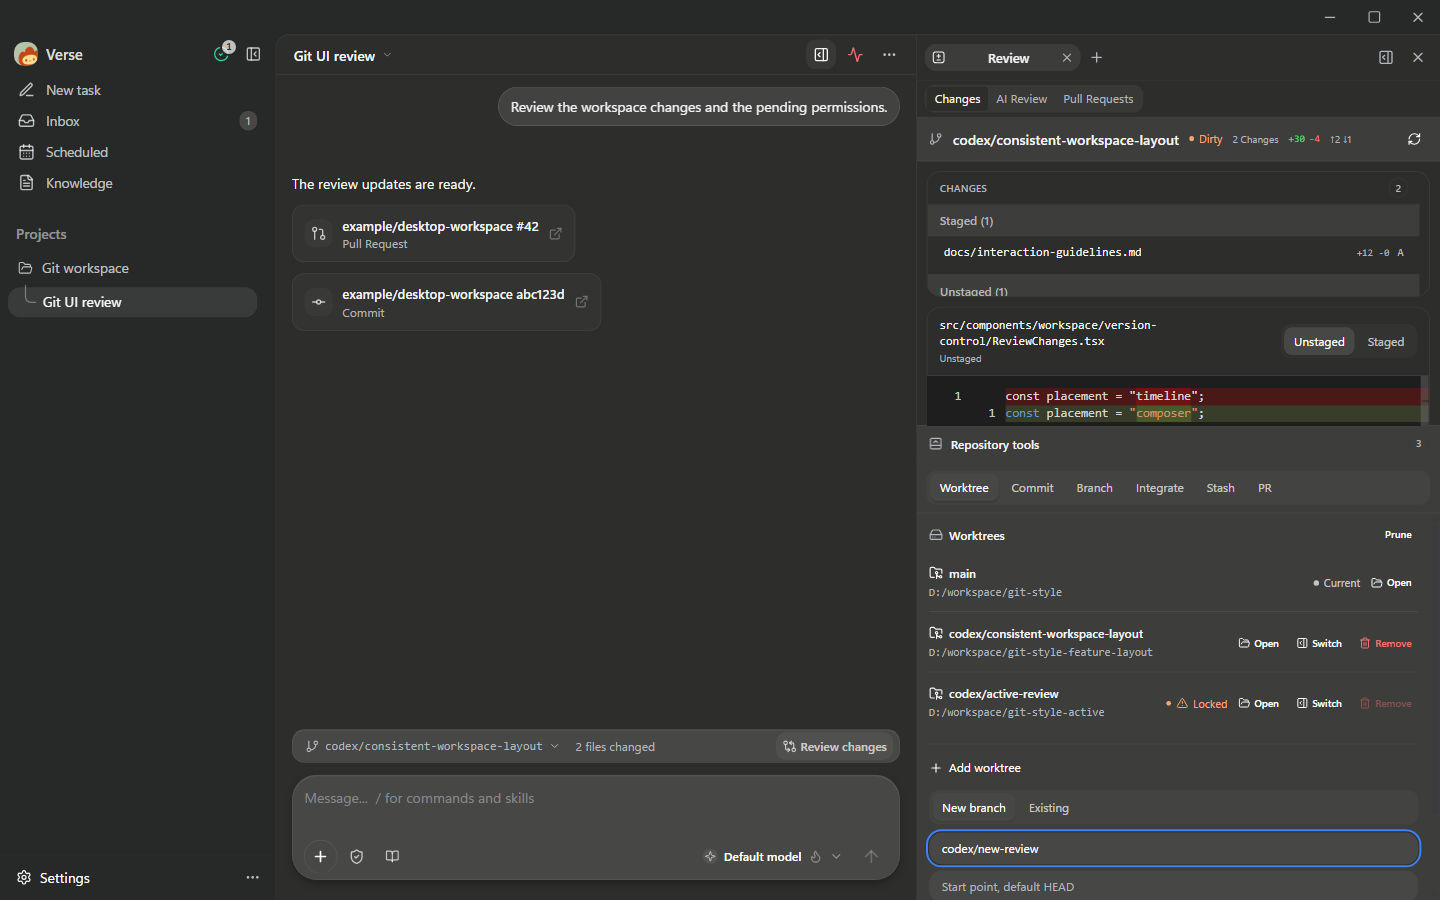 Verse
1
New task
Inbox
1
Scheduled
Knowledge
Projects
Git workspace
Git UI review
Settings
Git UI review
Review the workspace changes and the pending permissions.
The review updates are ready.
example/desktop-workspace #42
Pull Request
example/desktop-workspace abc123d
Commit
codex/consistent-workspace-layout
2 files changed
Review changes
Message... / for commands and skills
Default model
Review
Changes
AI Review
Pull Requests
codex/consistent-workspace-layout
Dirty
2 Changes
+30 -4
↑2 ↓1
CHANGES
2
Staged (1)
docs/interaction-guidelines.md
+12 -0 A
Unstaged (1)
src/components/workspace/version-
control/ReviewChanges.tsx
Unstaged
Unstaged
Staged
1 const placement = "timeline";
1 const placement = "composer";
Repository tools
3
Worktree
Commit
Branch
Integrate
Stash
PR
Worktrees
Prune
main
D:/workspace/git-style
Current
Open
codex/consistent-workspace-layout
D:/workspace/git-style-feature-layout
Open
Switch
Remove
codex/active-review
D:/workspace/git-style-active
Locked
Open
Switch
Remove
Add worktree
New branch
Existing
codex/new-review
Start point, default HEAD